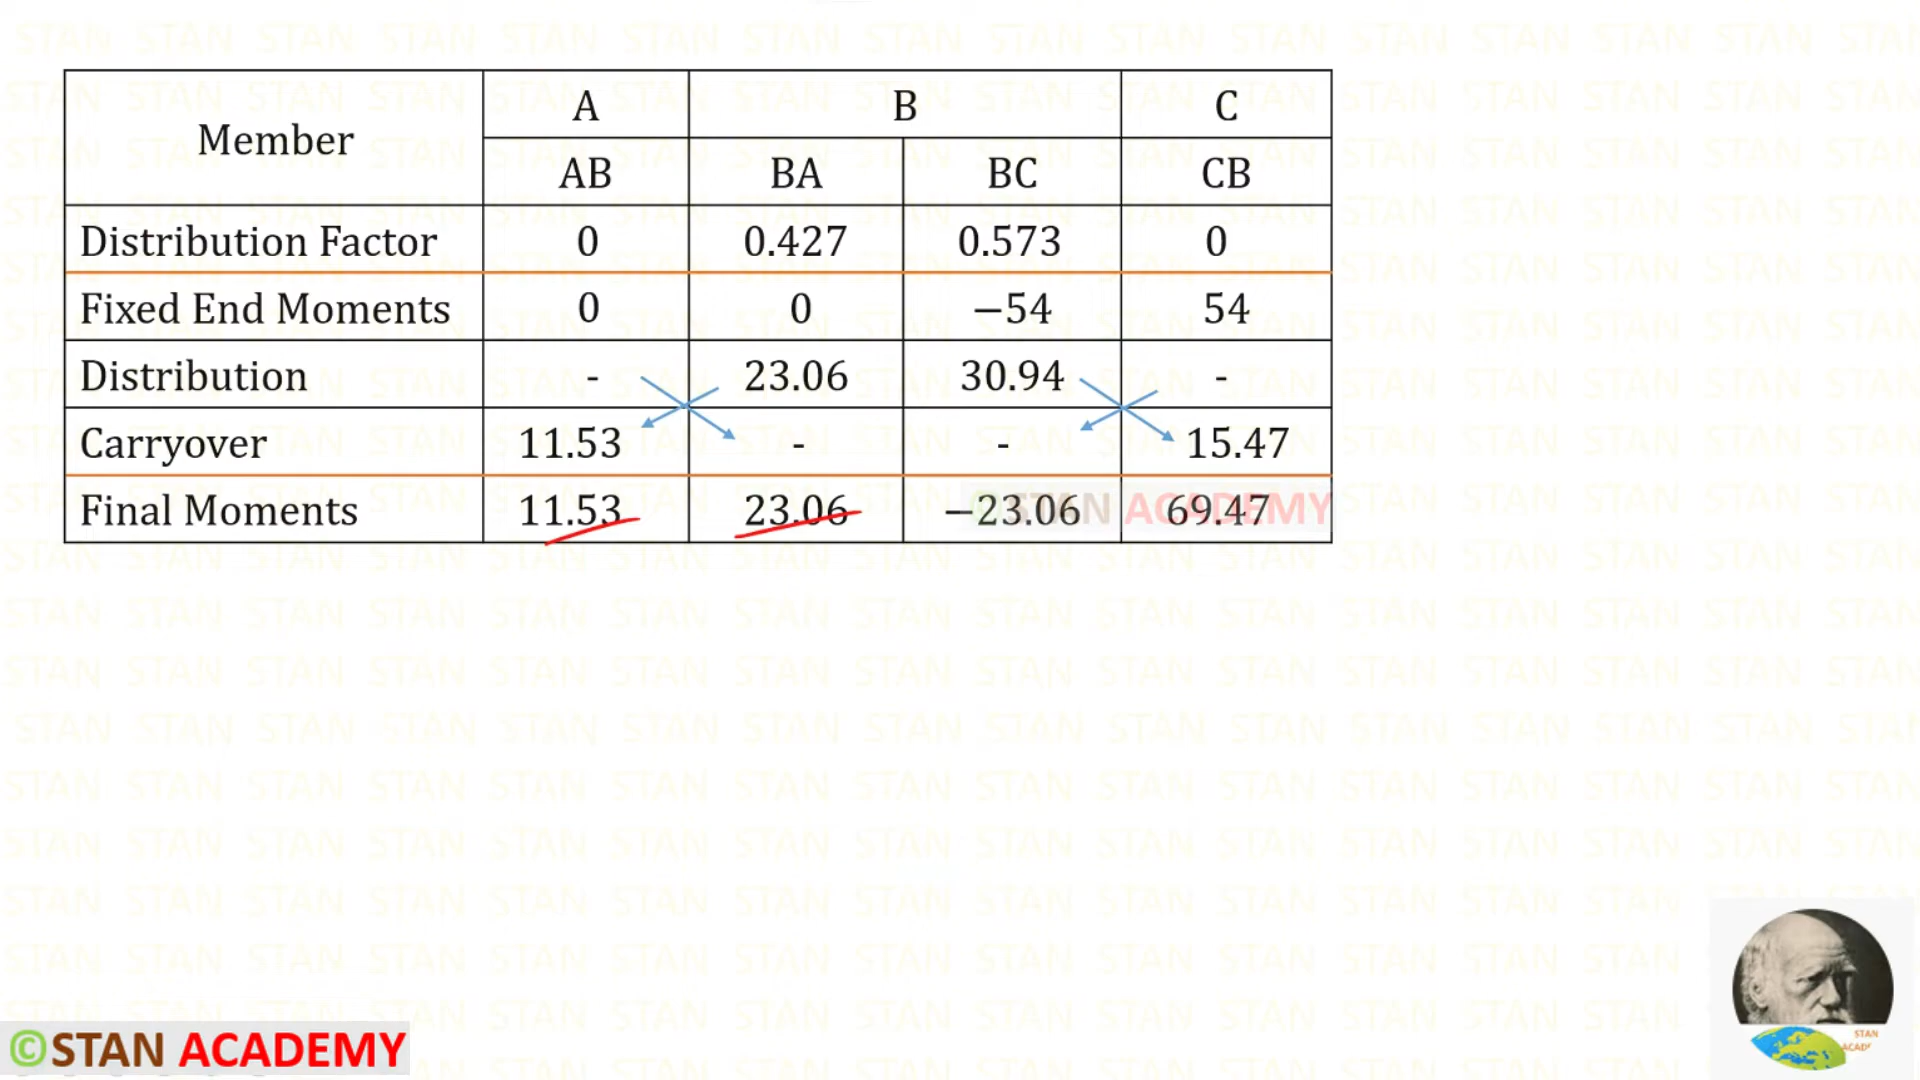 Member A B C
AB BA BC CB
Distribution Factor 0 0.427 0.573 0
Fixed End Moments 0 0 −54 54
Distribution - 23.06 30.94 -
Carryover 11.53 - - 15.47
Final Moments 11.53 23.06 −23.06 69.47
©STAN ACADEMY
©STAN ACADEMY
STAN